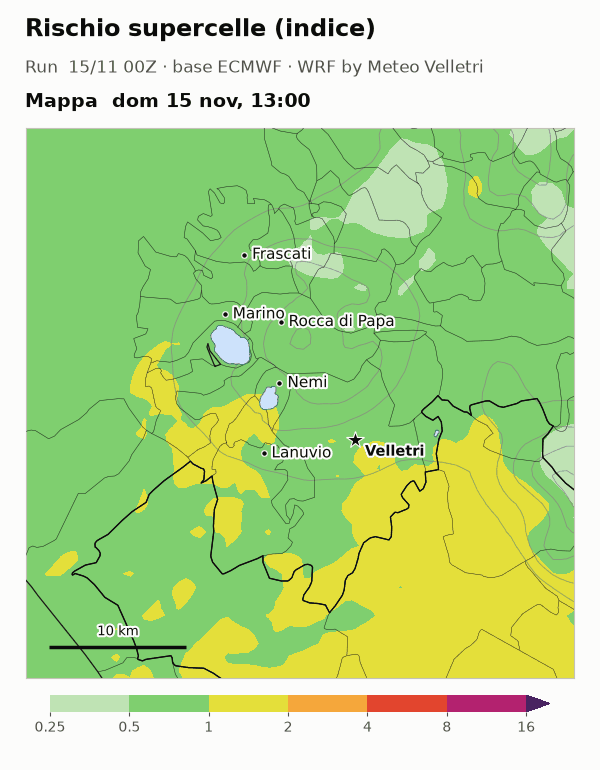 Rischio supercelle (indice)
Run  15/11 00Z · base ECMWF · WRF by Meteo Velletri
Mappa  dom 15 nov, 13:00
Frascati
Marino
Rocca di Papa
Nemi
Velletri
Lanuvio
10 km
0.25 0.5 1 2 4 8 16